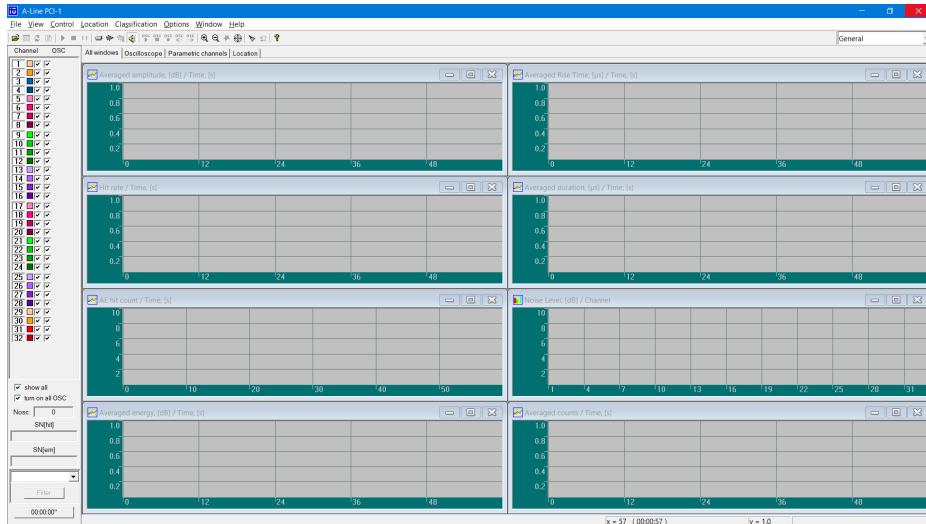 A-Line PCI-1
File View Control Location Classification Options Window Help
General
Channel OSC
All windows Oscilloscope Parametric channels Location
1
2
3
4
5
6
7
8
9
10
11
12
13
14
15
16
17
18
19
20
21
22
23
24
25
26
27
28
29
30
31
32
show all
turn on all OSC
Nosc: 0
SN[hit]
SN[em]
Filter
00:00:00"
Averaged amplitude, [dB] / Time, [s]
1.0
0.8
0.6
0.4
0.2
0 12 24 36 48
Averaged Rise Time, [µs] / Time, [s]
1.0
0.8
0.6
0.4
0.2
0 12 24 36 48
Hit rate / Time, [s]
1.0
0.8
0.6
0.4
0.2
0 12 24 36 48
Averaged duration, [µs] / Time, [s]
1.0
0.8
0.6
0.4
0.2
0 12 24 36 48
AE hit count / Time, [s]
10
8
6
4
2
0 10 20 30 40 50
Noise Level, [dB] / Channel
10
8
6
4
2
1 4 7 10 13 16 19 22 25 28 31
Averaged energy, [dB] / Time, [s]
1.0
0.8
0.6
0.4
0.2
0 12 24 36 48
Averaged counts / Time, [s]
1.0
0.8
0.6
0.4
0.2
0 12 24 36 48
x = 57 ( 00:00:57 ) y = 1.0